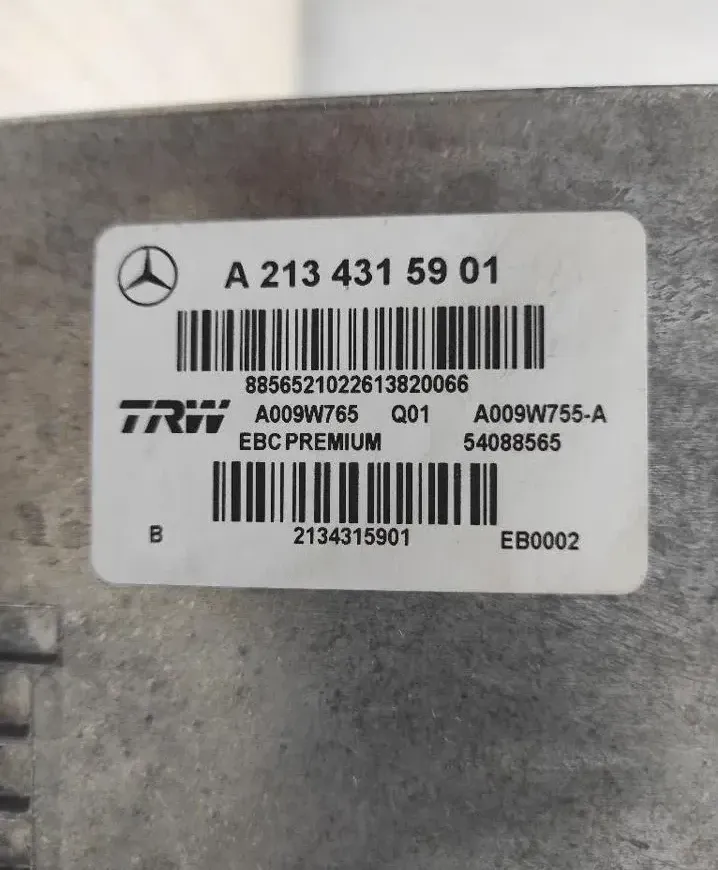 A 213 431 59 01
8856521022613820066
TRW A009W765 Q01 A009W755-A
EBC PREMIUM 54088565
B 2134315901 EB0002